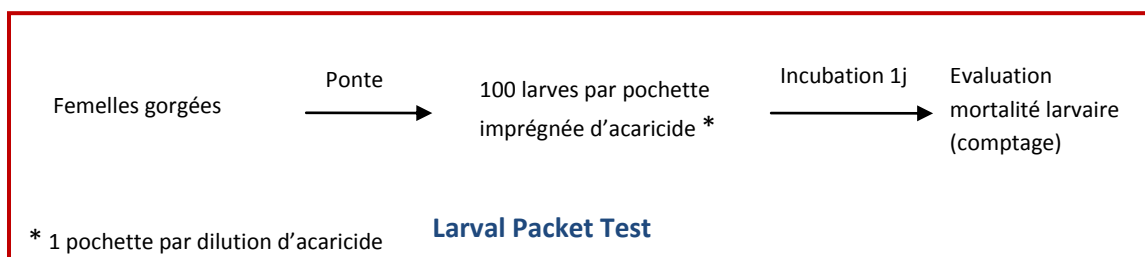 Femelles gorgées
Ponte
100 larves par pochette
imprégnée d’acaricide *
Incubation 1j
Evaluation
mortalité larvaire
(comptage)
* 1 pochette par dilution d’acaricide
Larval Packet Test